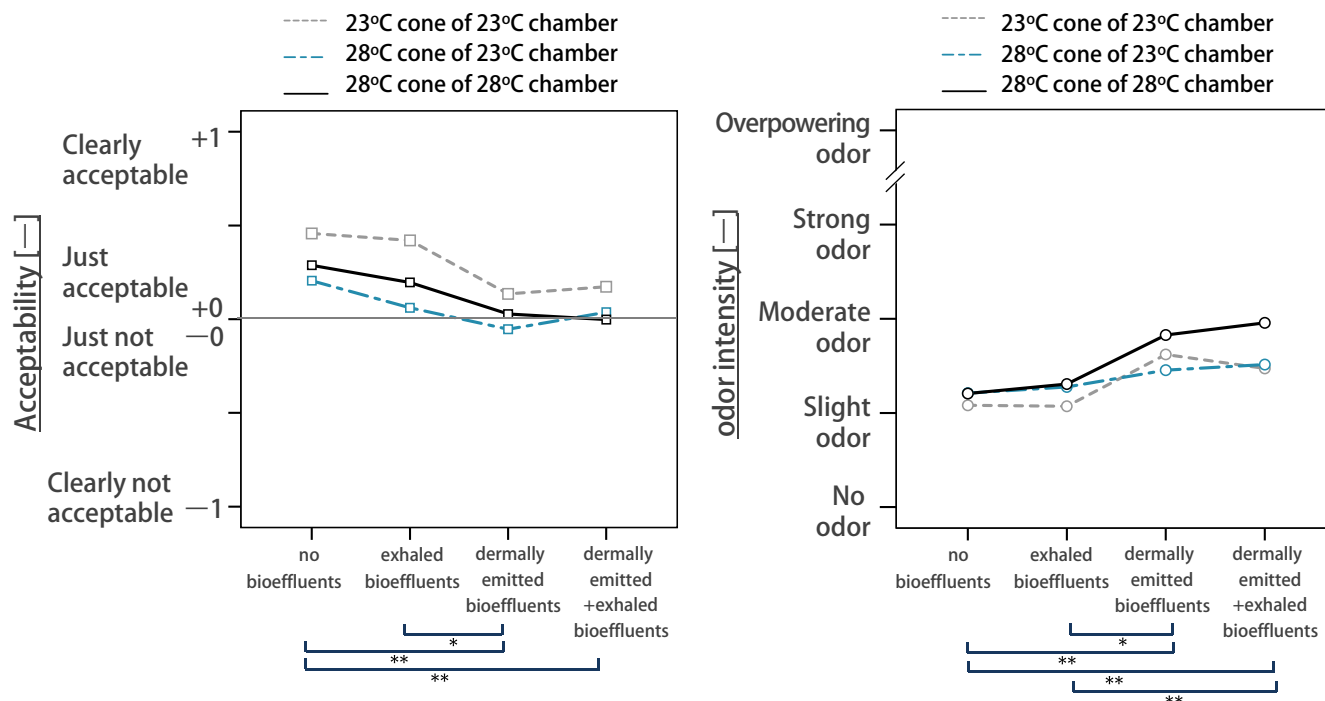 23ºC cone of 23ºC chamber
28ºC cone of 23ºC chamber
28ºC cone of 28ºC chamber
Acceptability [—]
Clearly
acceptable
+1
Just
acceptable
+0
—0
Just not
acceptable
Clearly not
acceptable
—1
no
bioeffluents
exhaled
bioeffluents
dermally
emitted
bioeffluents
dermally
emitted
+exhaled
bioeffluents
*
**
**
23ºC cone of 23ºC chamber
28ºC cone of 23ºC chamber
28ºC cone of 28ºC chamber
odor intensity [—]
Overpowering
odor
Strong
odor
Moderate
odor
Slight
odor
No
odor
no
bioeffluents
exhaled
bioeffluents
dermally
emitted
bioeffluents
dermally
emitted
+exhaled
bioeffluents
*
**
**
**